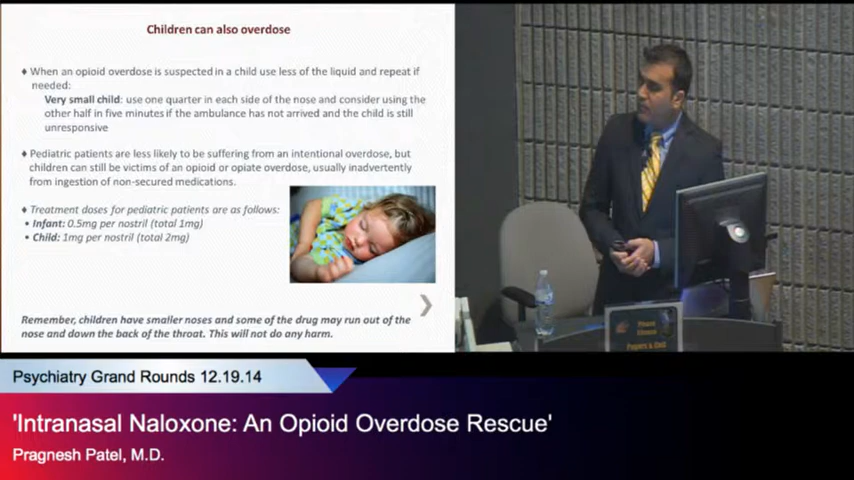 Children can also overdose
♦ When an opioid overdose is suspected in a child use less of the liquid and repeat if
needed:
Very small child: use one quarter in each side of the nose and consider using the
other half in five minutes if the ambulance has not arrived and the child is still
unresponsive
♦ Pediatric patients are less likely to be suffering from an intentional overdose, but
children can still be victims of an opioid or opiate overdose, usually inadvertently
from ingestion of non-secured medications.
♦ Treatment doses for pediatric patients are as follows:
• Infant: 0.5mg per nostril (total 1mg)
• Child: 1mg per nostril (total 2mg)
Remember, children have smaller noses and some of the drug may run out of the
nose and down the back of the throat. This will not do any harm.
Please
Psychiatry Grand Rounds 12.19.14
'Intranasal Naloxone: An Opioid Overdose Rescue'
Pragnesh Patel, M.D.